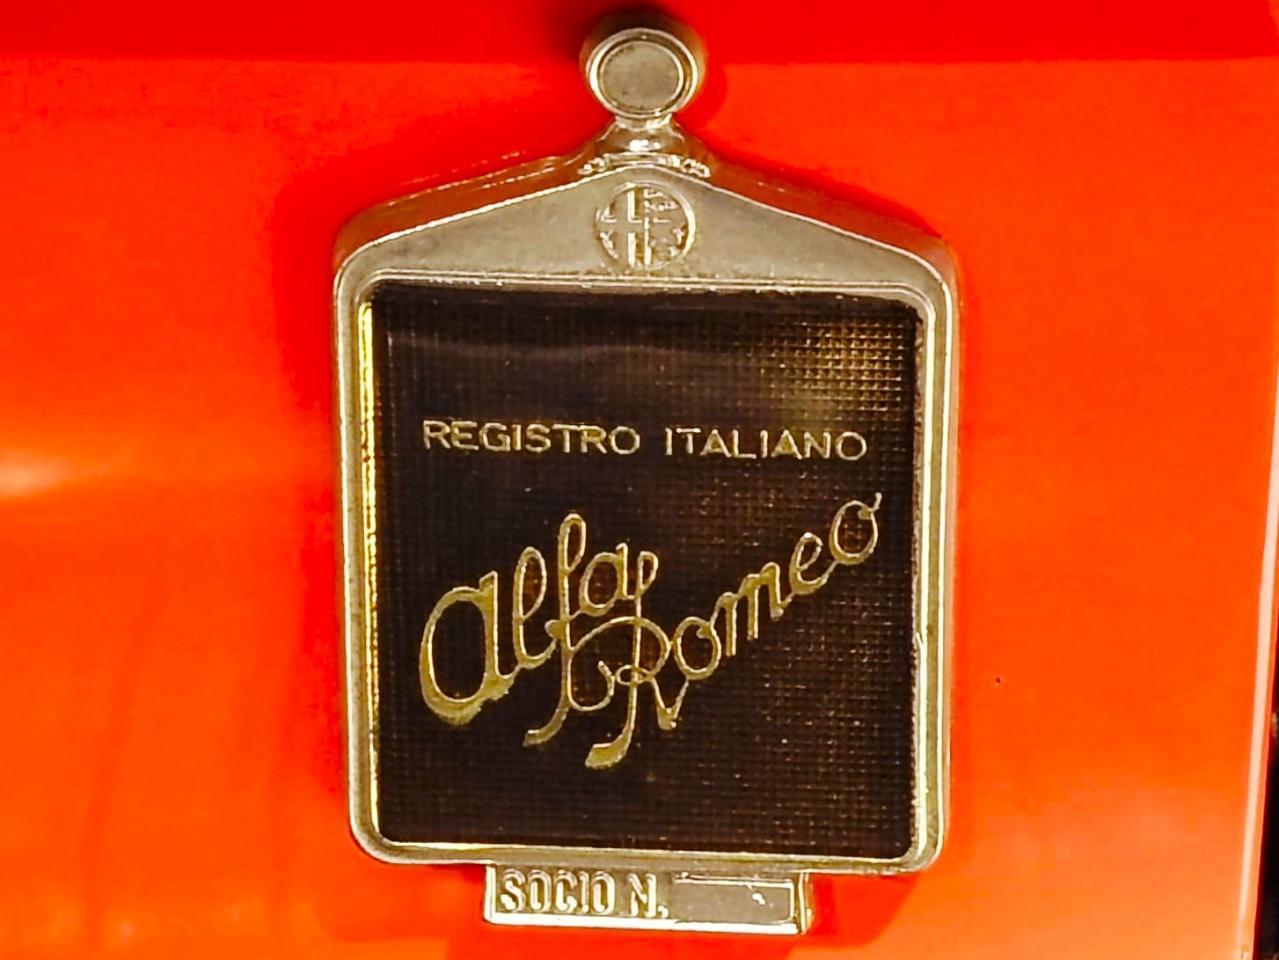 REGISTRO ITALIANO
Alfa Romeo
SOCIO N.